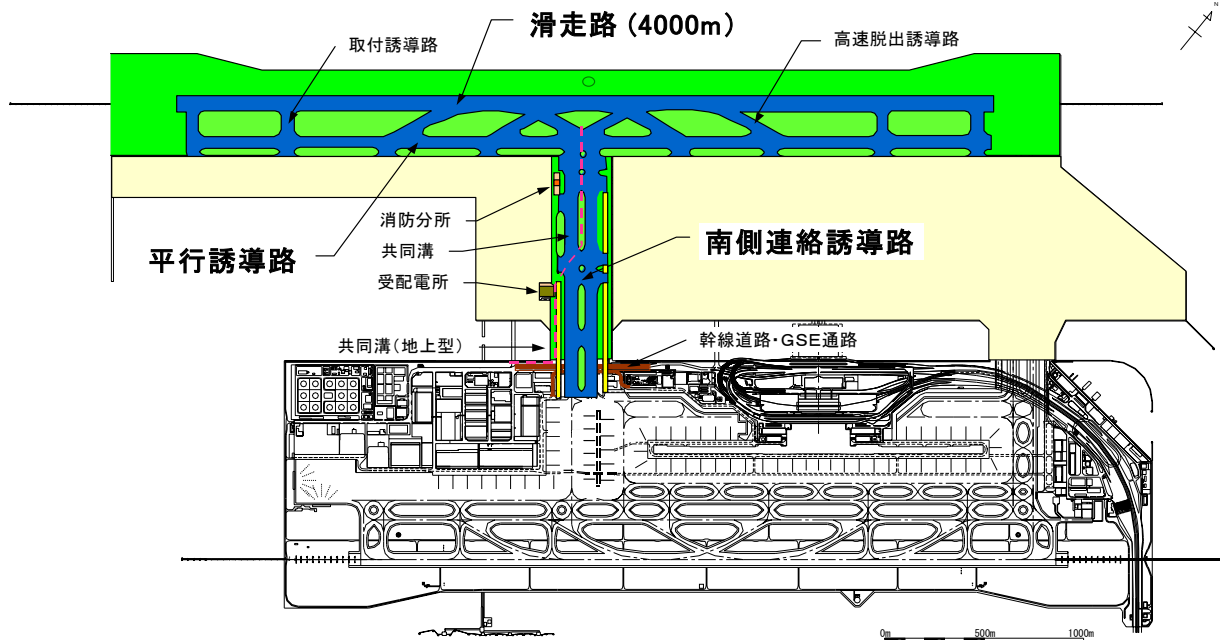 N
滑走路 (4000m)
取付誘導路
高速脱出誘導路
消防分所
共同溝
平行誘導路
南側連絡誘導路
受配電所
共同溝(地上型)
幹線道路・GSE通路
0m 500m 1000m